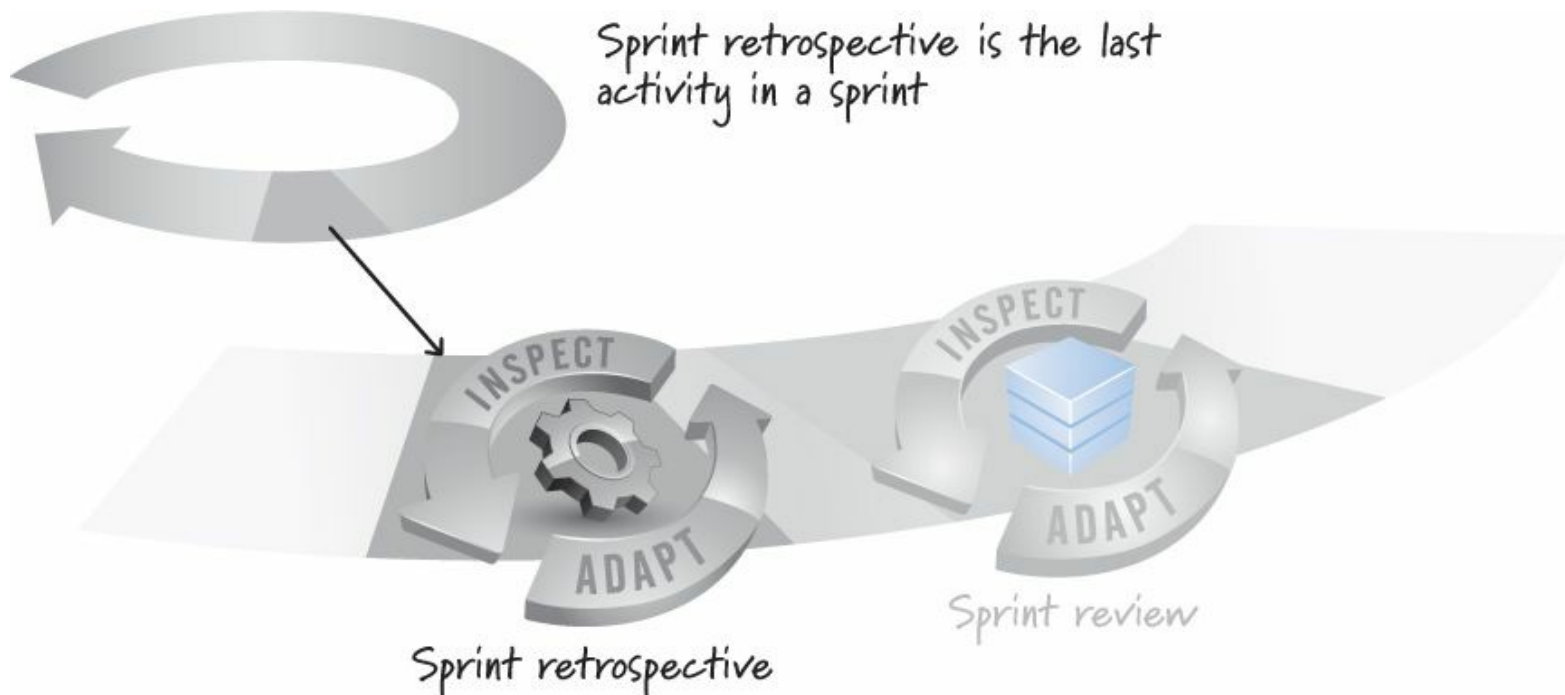 Sprint retrospective is the last
activity in a sprint
INSPECT
ADAPT
Sprint retrospective
INSPECT
ADAPT
Sprint review